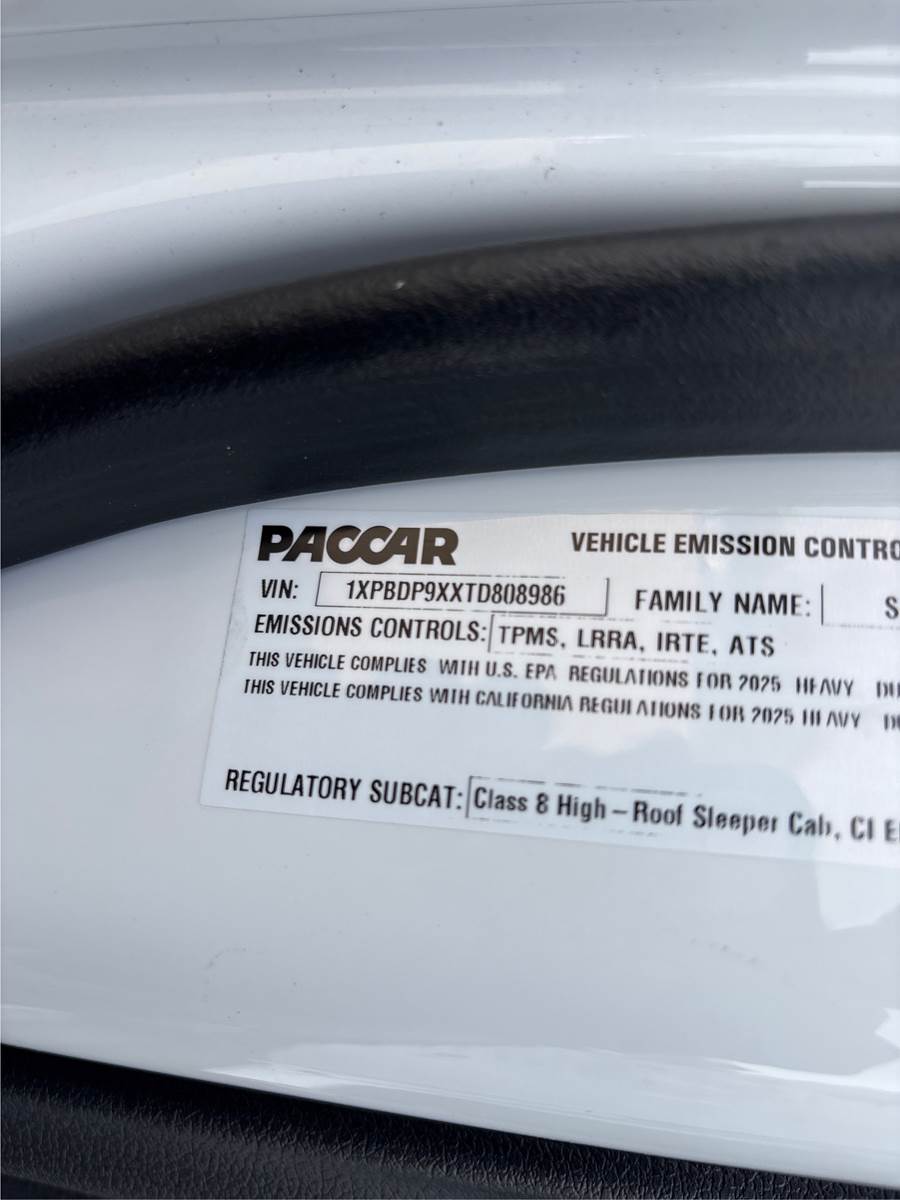 PACCAR VEHICLE EMISSION CONTRO
VIN: 1XPBDP9XXTD808986 FAMILY NAME: S
EMISSIONS CONTROLS: TPMS, LRRA, IRTE, ATS
THIS VEHICLE COMPLIES WITH U.S. EPA REGULATIONS FOR 2025 HEAVY DU
THIS VEHICLE COMPLIES WITH CALIFORNIA REGULATIONS FOR 2025 HEAVY DU
REGULATORY SUBCAT: Class 8 High-Roof Sleeper Cab, CI E